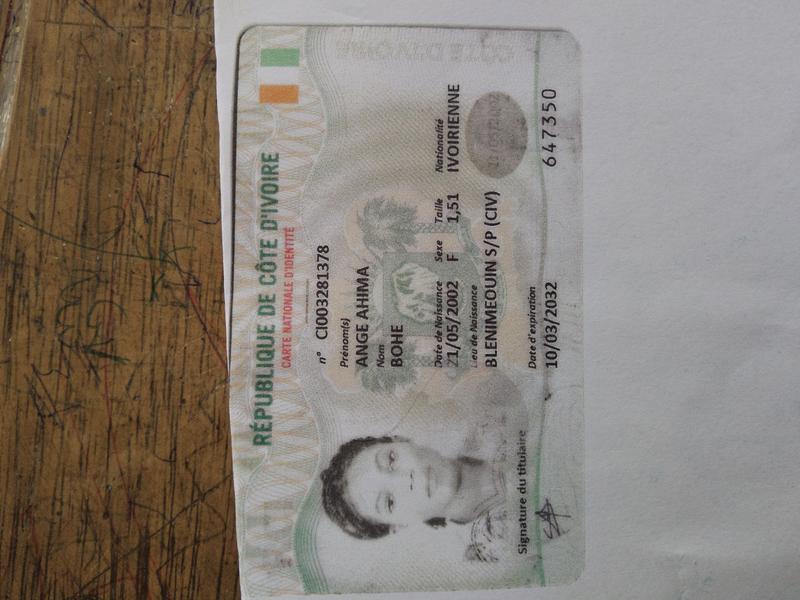 CÔTE D'IVOIRE
RÉPUBLIQUE DE CÔTE D'IVOIRE
CARTE NATIONALE D'IDENTITÉ
n° CI003281378
Prénom(s)
ANGE AHIMA
Nom
BOHE
Date de Naissance Sexe Taille Nationalité
21/05/2002 F 1,51 IVOIRIENNE
Lieu de Naissance
BLENIMEOUIN S/P (CIV)
Signature du titulaire
Date d'expiration
10/03/2032
647350